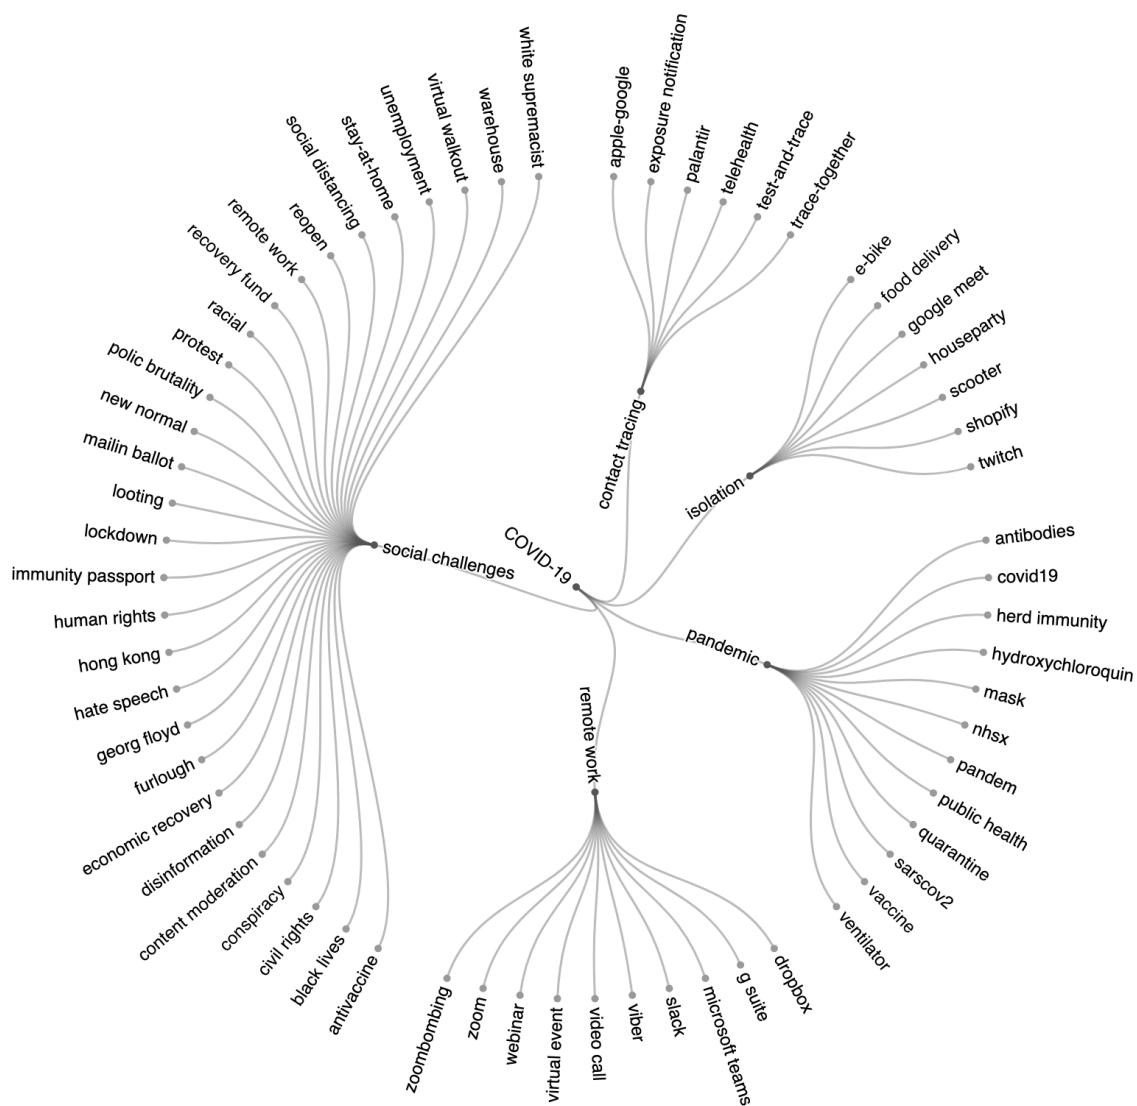 COVID-19
contact tracing
apple-google
exposure notification
palantir
telehealth
test-and-trace
trace-together
isolation
e-bike
food delivery
google meet
houseparty
scooter
shopify
twitch
pandemic
antibodies
covid19
herd immunity
hydroxychloroquin
mask
nhsx
pandem
public health
quarantine
sarscov2
vaccine
ventilator
remote work
dropbox
g suite
microsoft teams
slack
viber
video call
virtual event
webinar
zoom
zoombombing
social challenges
antivaccine
black lives
civil rights
conspiracy
content moderation
disinformation
economic recovery
furlough
georg floyd
hate speech
hong kong
human rights
immunity passport
lockdown
looting
mailin ballot
new normal
polic brutality
protest
racial
recovery fund
remote work
reopen
social distancing
stay-at-home
unemployment
virtual walkout
warehouse
white supremacist